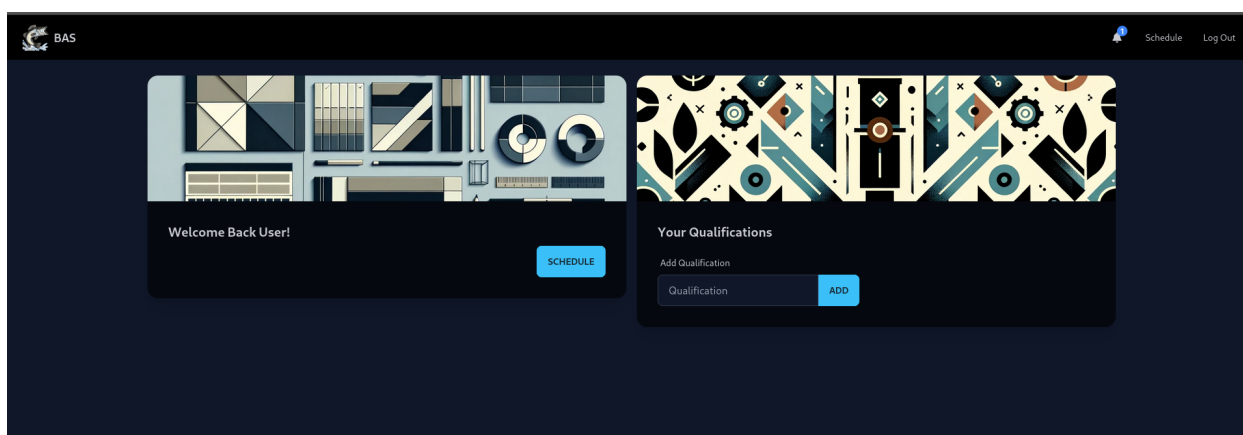 BAS
1
Schedule
Log Out
Welcome Back User!
SCHEDULE
Your Qualifications
Add Qualification
Qualification
ADD